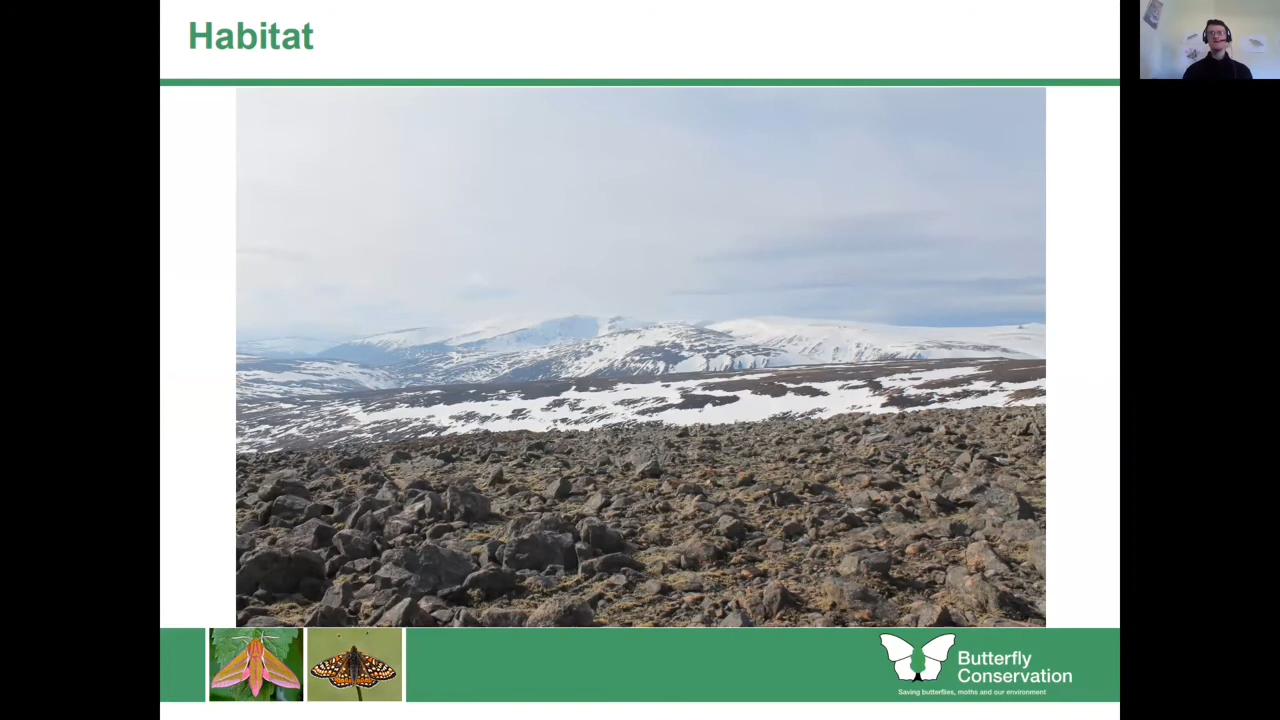 Habitat
Butterfly
Conservation
Saving butterflies, moths and our environment